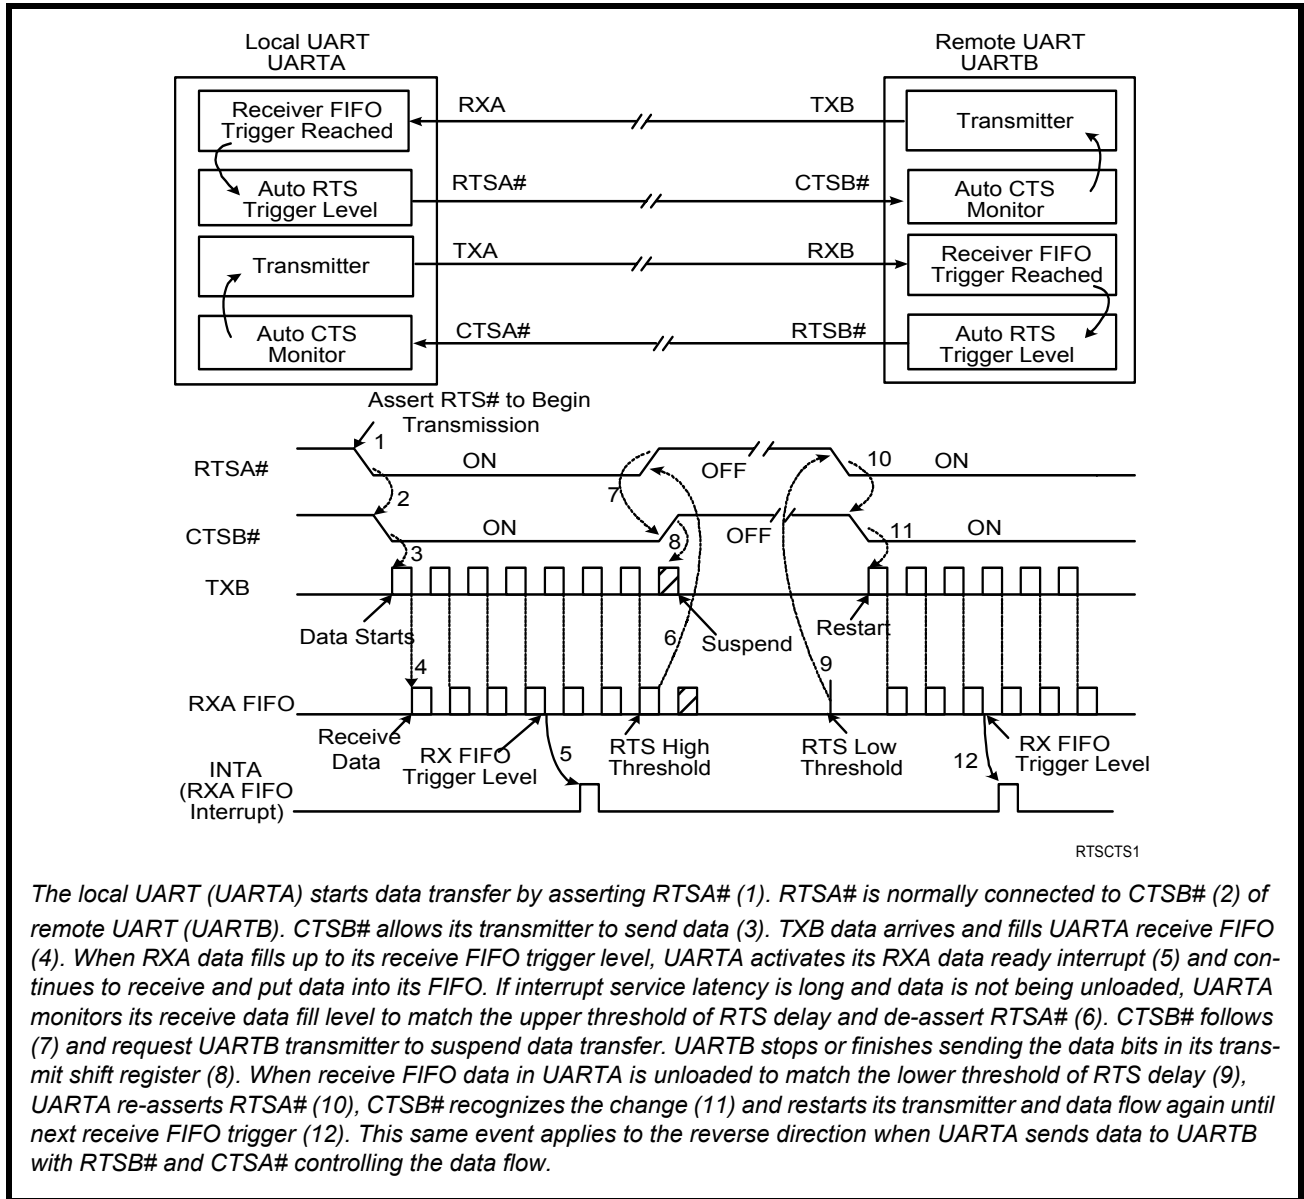 Local UART
UARTA
Remote UART
UARTB
Receiver FIFO
Trigger Reached
RXA
TXB
Transmitter
Auto RTS
Trigger Level
RTSA#
CTSB#
Auto CTS
Monitor
Transmitter
TXA
RXB
Receiver FIFO
Trigger Reached
Auto CTS
Monitor
CTSA#
RTSB#
Auto RTS
Trigger Level
Assert RTS# to Begin
Transmission
RTSA#
1
ON
7
OFF
10
ON
2
CTSB#
ON
8
OFF
11
ON
3
TXB
Data Starts
6
Suspend
Restart
4
9
RXA FIFO
Receive
Data
RX FIFO
Trigger Level
5
RTS High
Threshold
RTS Low
Threshold
12
RX FIFO
Trigger Level
INTA
(RXA FIFO
Interrupt)
RTSCTS1
The local UART (UARTA) starts data transfer by asserting RTSA# (1). RTSA# is normally connected to CTSB# (2) of
remote UART (UARTB). CTSB# allows its transmitter to send data (3). TXB data arrives and fills UARTA receive FIFO
(4). When RXA data fills up to its receive FIFO trigger level, UARTA activates its RXA data ready interrupt (5) and con-
tinues to receive and put data into its FIFO. If interrupt service latency is long and data is not being unloaded, UARTA
monitors its receive data fill level to match the upper threshold of RTS delay and de-assert RTSA# (6). CTSB# follows
(7) and request UARTB transmitter to suspend data transfer. UARTB stops or finishes sending the data bits in its trans-
mit shift register (8). When receive FIFO data in UARTA is unloaded to match the lower threshold of RTS delay (9),
UARTA re-asserts RTSA# (10), CTSB# recognizes the change (11) and restarts its transmitter and data flow again until
next receive FIFO trigger (12). This same event applies to the reverse direction when UARTA sends data to UARTB
with RTSB# and CTSA# controlling the data flow.